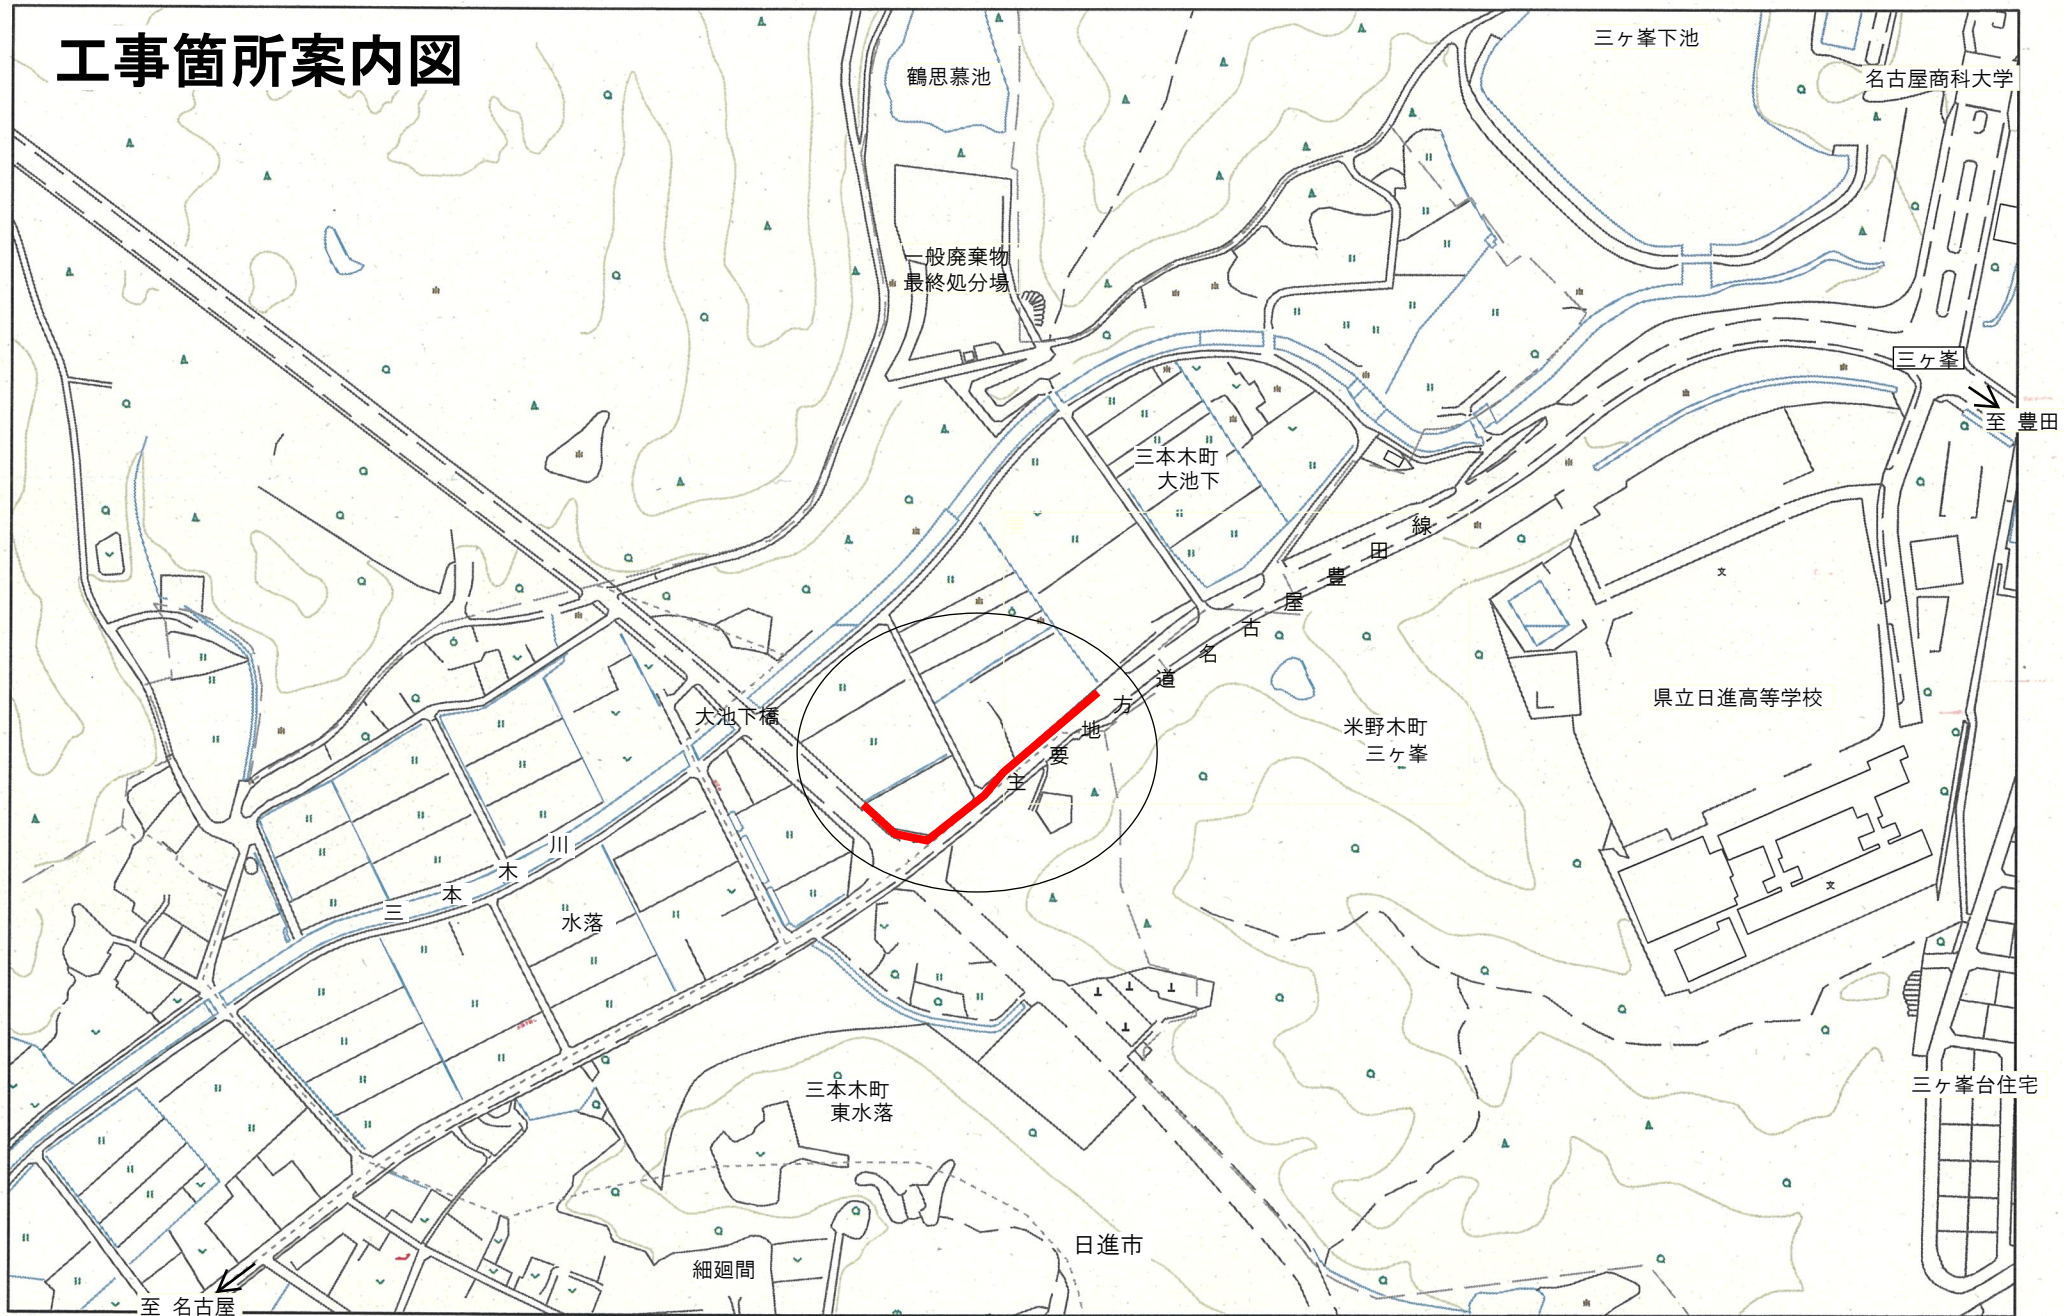 工事箇所案内図
三ヶ峯下池
鶴思慕池
名古屋商科大学
一般廃棄物
最終処分場
三ヶ峯
至 豊田
三本木町
大池下
主要地方道名古屋豊田線
大池下橋
米野木町
三ヶ峯
県立日進高等学校
文
文
三本木川
水落
三本木町
東水落
三ヶ峯台住宅
日進市
細廻間
至 名古屋